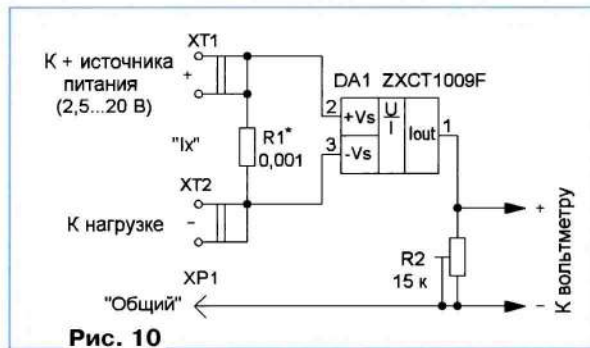 XT1
К + источника
питания
(2,5...20 В)
+
"Ix"
R1*
0,001
DA1 ZXCT1009F
2
+Vs
U
I
Iout
1
3
-Vs
XT2
К нагрузке
–
XP1
"Общий"
R2
15 к
+
К вольтметру
–
Рис. 10